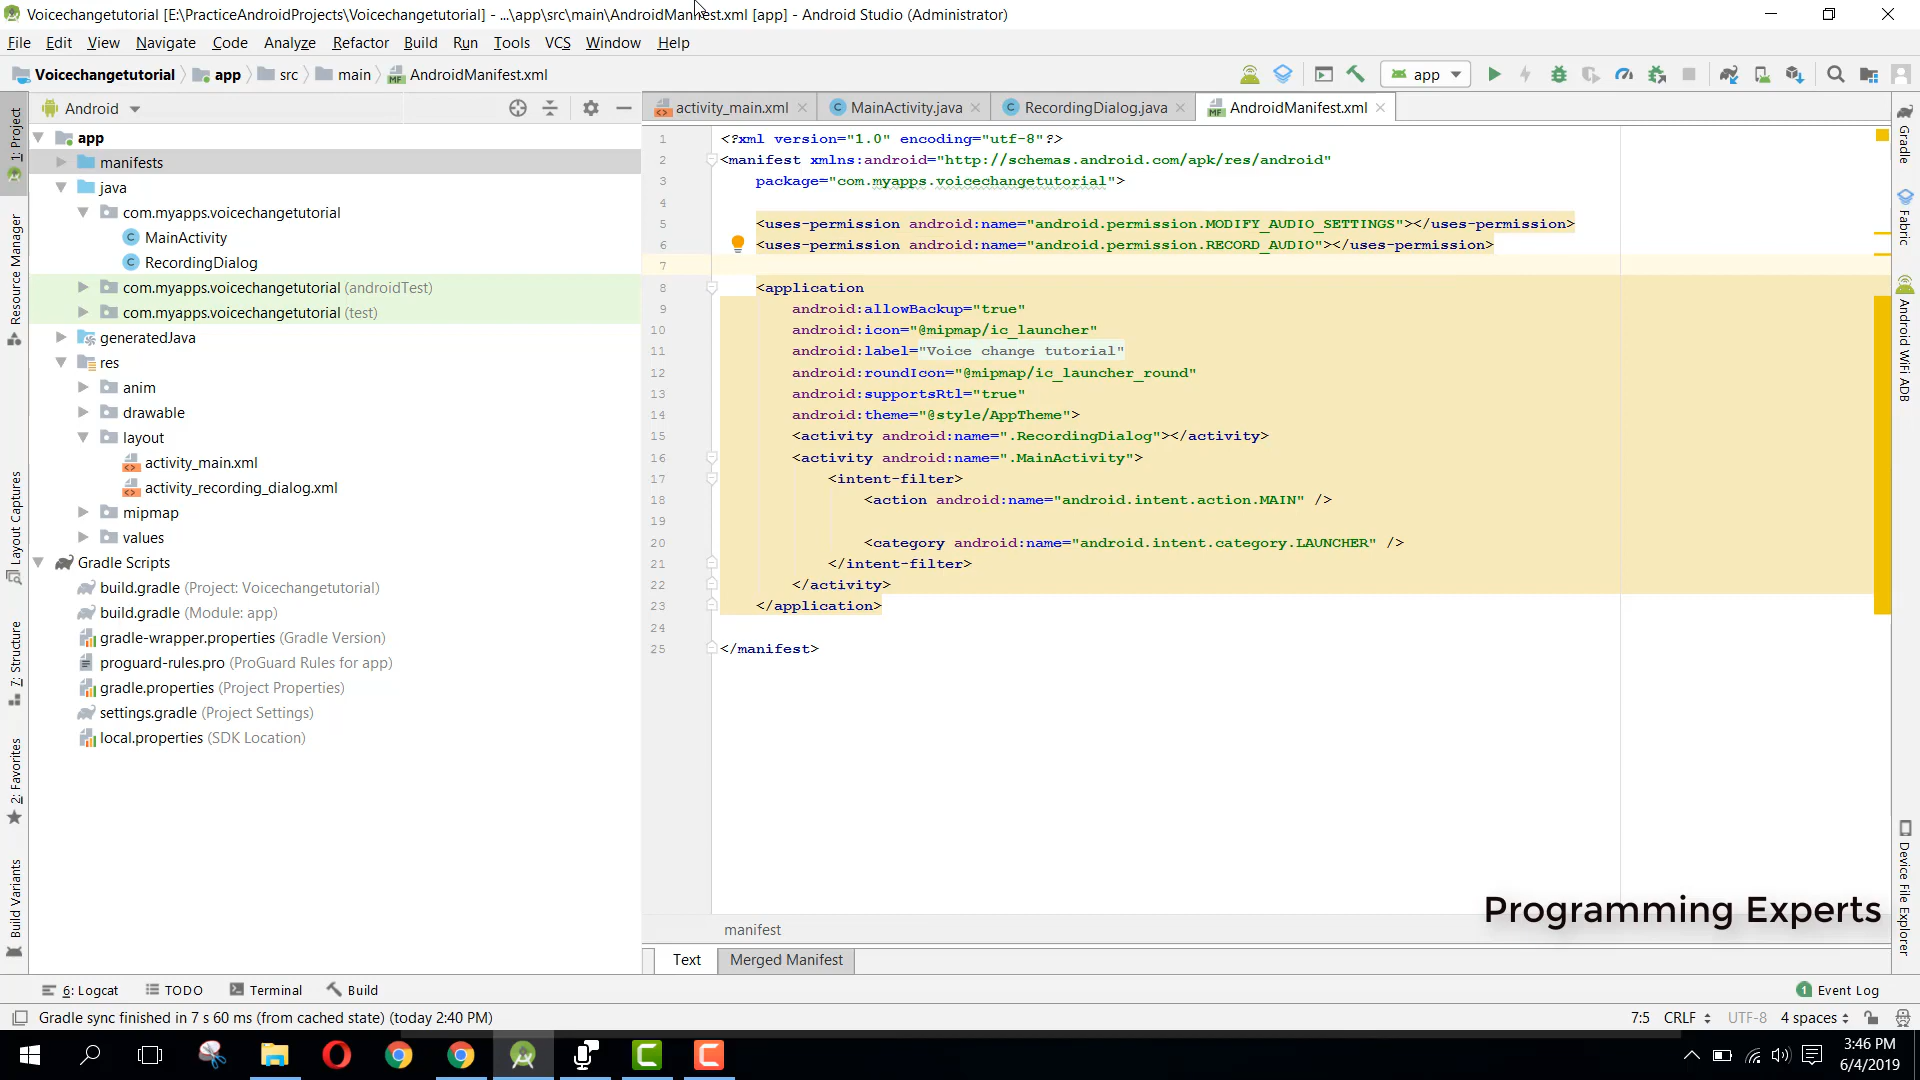 Voicechangetutorial [E:\PracticeAndroidProjects\Voicechangetutorial] - ...\app\src\main\AndroidManifest.xml [app] - Android Studio (Administrator)
File Edit View Navigate Code Analyze Refactor Build Run Tools VCS Window Help
Voicechangetutorial app src main AndroidManifest.xml
app
Android
activity_main.xml MainActivity.java RecordingDialog.java AndroidManifest.xml
1: Project
Resource Manager
Layout Captures
7: Structure
2: Favorites
Build Variants
app
manifests
java
com.myapps.voicechangetutorial
MainActivity
RecordingDialog
com.myapps.voicechangetutorial (androidTest)
com.myapps.voicechangetutorial (test)
generatedJava
res
anim
drawable
layout
activity_main.xml
activity_recording_dialog.xml
mipmap
values
Gradle Scripts
build.gradle (Project: Voicechangetutorial)
build.gradle (Module: app)
gradle-wrapper.properties (Gradle Version)
proguard-rules.pro (ProGuard Rules for app)
gradle.properties (Project Properties)
settings.gradle (Project Settings)
local.properties (SDK Location)
1 <?xml version="1.0" encoding="utf-8"?>
2 <manifest xmlns:android="http://schemas.android.com/apk/res/android"
3 package="com.myapps.voicechangetutorial">
4
5 <uses-permission android:name="android.permission.MODIFY_AUDIO_SETTINGS"></uses-permission>
6 <uses-permission android:name="android.permission.RECORD_AUDIO"></uses-permission>
7
8 <application
9 android:allowBackup="true"
10 android:icon="@mipmap/ic_launcher"
11 android:label="Voice change tutorial"
12 android:roundIcon="@mipmap/ic_launcher_round"
13 android:supportsRtl="true"
14 android:theme="@style/AppTheme">
15 <activity android:name=".RecordingDialog"></activity>
16 <activity android:name=".MainActivity">
17 <intent-filter>
18 <action android:name="android.intent.action.MAIN" />
19
20 <category android:name="android.intent.category.LAUNCHER" />
21 </intent-filter>
22 </activity>
23 </application>
24
25 </manifest>
Gradle
Fabric
Android WiFi ADB
Device File Explorer
Programming Experts
manifest
Text Merged Manifest
6: Logcat TODO Terminal Build 1 Event Log
Gradle sync finished in 7 s 60 ms (from cached state) (today 2:40 PM) 7:5 CRLF UTF-8 4 spaces
3:46 PM
6/4/2019